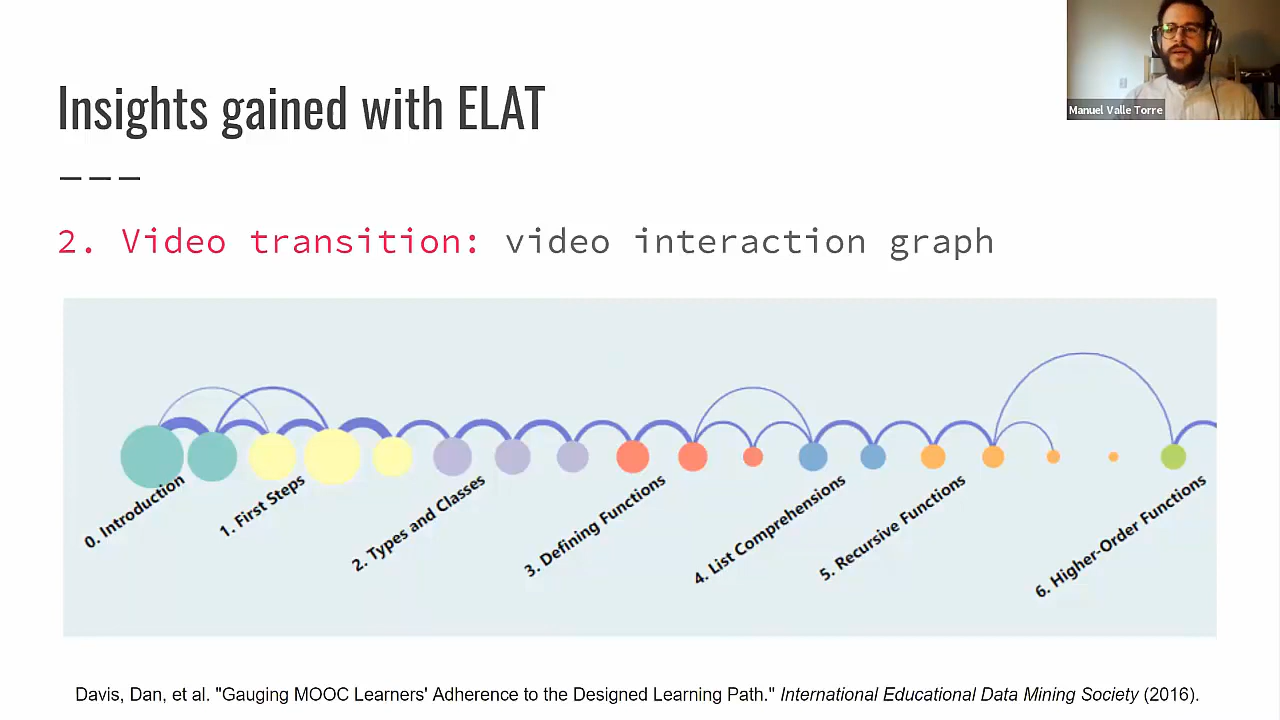 Manuel Valle Torre
Insights gained with ELAT
2. Video transition: video interaction graph
0. Introduction
1. First Steps
2. Types and Classes
3. Defining Functions
4. List Comprehensions
5. Recursive Functions
6. Higher-Order Functions
Davis, Dan, et al. "Gauging MOOC Learners' Adherence to the Designed Learning Path." International Educational Data Mining Society (2016).